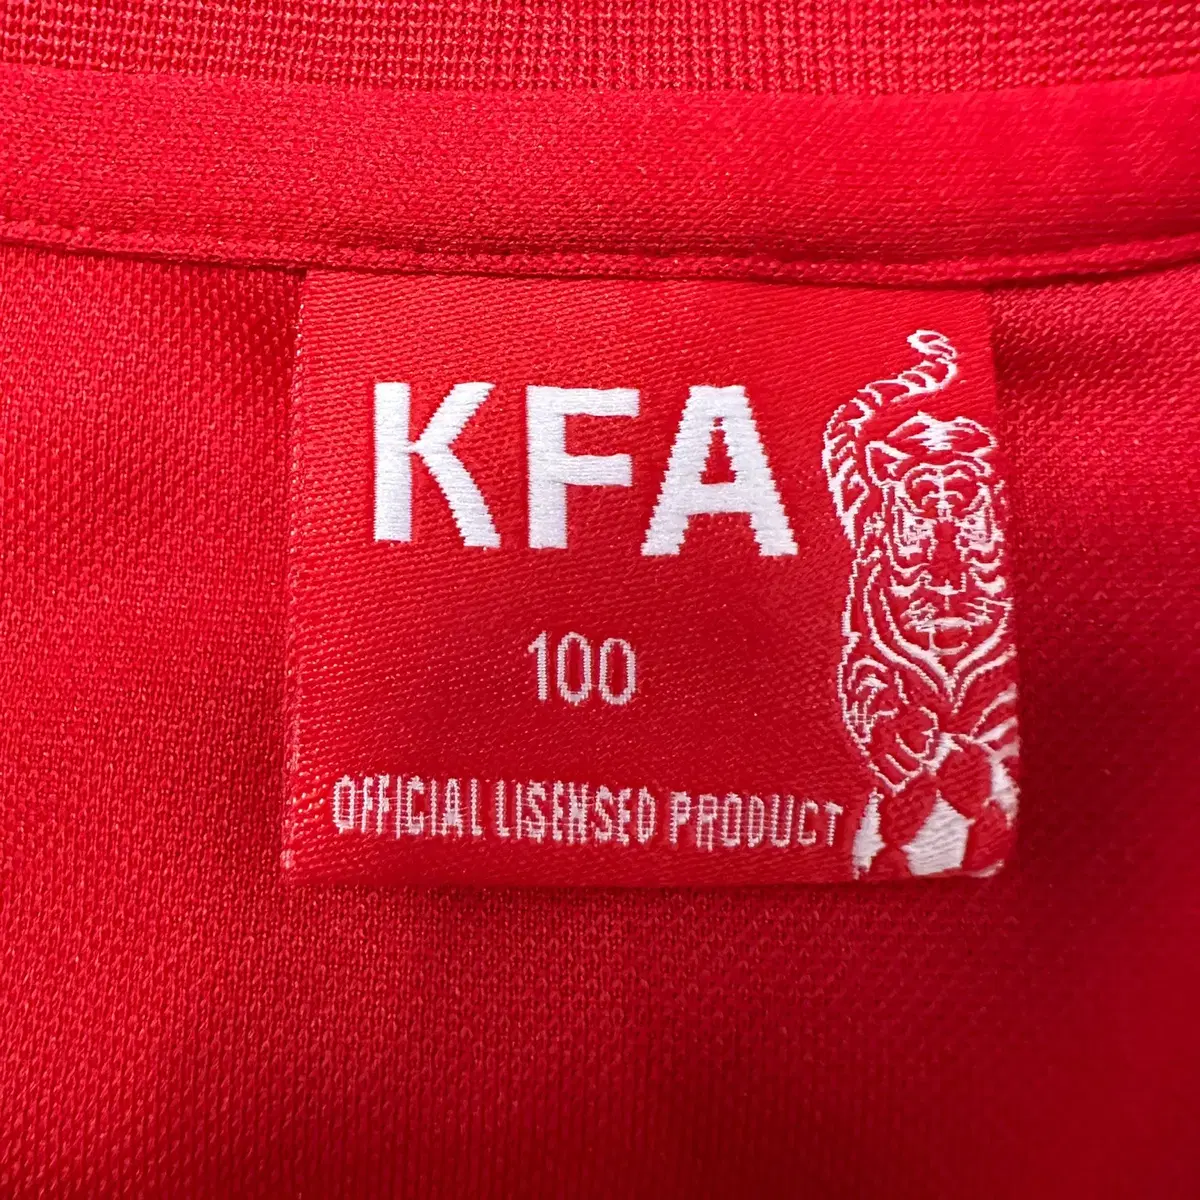 KFA
100
OFFICIAL LISENSED PRODUCT